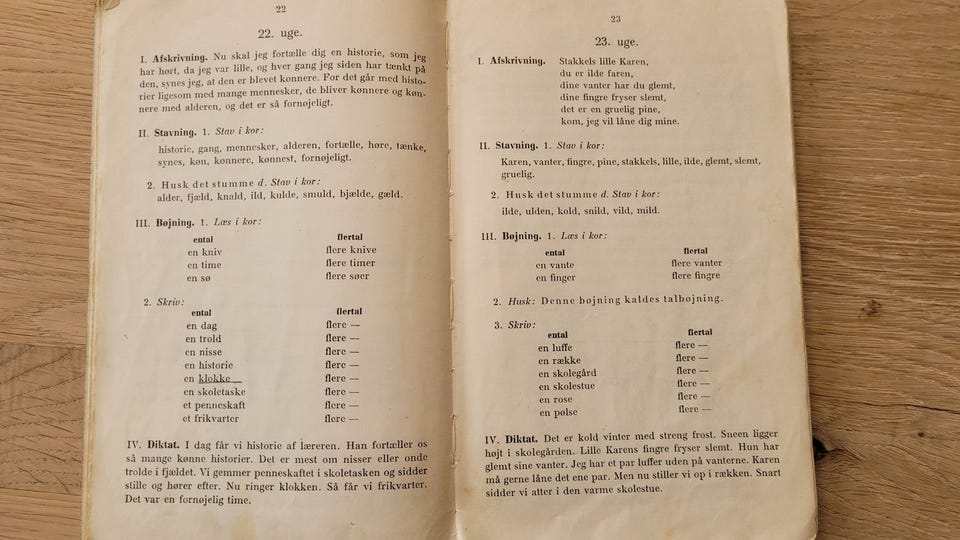 22
22. uge.
I. Afskrivning. Nu skal jeg fortælle dig en historie, som jeg
har hørt, da jeg var lille, og hver gang jeg siden har tænkt på
den, synes jeg, at den er blevet kønnere. For det går med histo-
rier ligesom med mange mennesker, de bliver kønnere og køn-
nere med alderen, og det er så fornøjeligt.
II. Stavning. 1. Stav i kor:
historie, gang, mennesker, alderen, fortælle, høre, tænke,
synes, køn, konnere, kønnest, fornøjeligt.
2. Husk det stumme d. Stav i kor:
alder, fjæld, knald, ild, kulde, smuld, bjælde, gæld.
III. Bøjning. 1. Læs i kor:
ental flertal
en kniv flere knive
en time flere timer
en sø flere søer
2. Skriv:
ental flertal
en dag flere —
en trold flere —
en nisse flere —
en historie flere —
en klokke flere —
en skoletaske flere —
et penneskaft flere —
et frikvarter flere —
IV. Diktat. I dag får vi historie af læreren. Han fortæller os
så mange kønne historier. Det er mest om nisser eller onde
trolde i fjældet. Vi gemmer penneskaftet i skoletasken og sidder
stille og hører efter. Nu ringer klokken. Så får vi frikvarter.
Det var en fornøjelig time.
23
23. uge.
I. Afskrivning. Stakkels lille Karen,
du er ilde faren,
dine vanter har du glemt,
dine fingre fryser slemt,
det er en gruelig pine,
kom, jeg vil låne dig mine.
II. Stavning. 1. Stav i kor:
Karen, vanter, fingre, pine, stakkels, lille, ilde, glemt, slemt,
gruelig.
2. Husk det stumme d. Stav i kor:
ilde, ulden, kold, snild, vild, mild.
III. Bøjning. 1. Læs i kor:
ental flertal
en vante flere vanter
en finger flere fingre
2. Husk: Denne bøjning kaldes talbøjning.
3. Skriv:
ental flertal
en luffe flere —
en række flere —
en skolegård flere —
en skolestue flere —
en rose flere —
en pølse flere —
IV. Diktat. Det er kold vinter med streng frost. Sneen ligger
højt i skolegården. Lille Karens fingre fryser slemt. Hun har
glemt sine vanter. Jeg har et par luffer uden på vanterne. Karen
må gerne låne det ene par. Men nu stiller vi op i rækken. Snart
sidder vi atter i den varme skolestue.